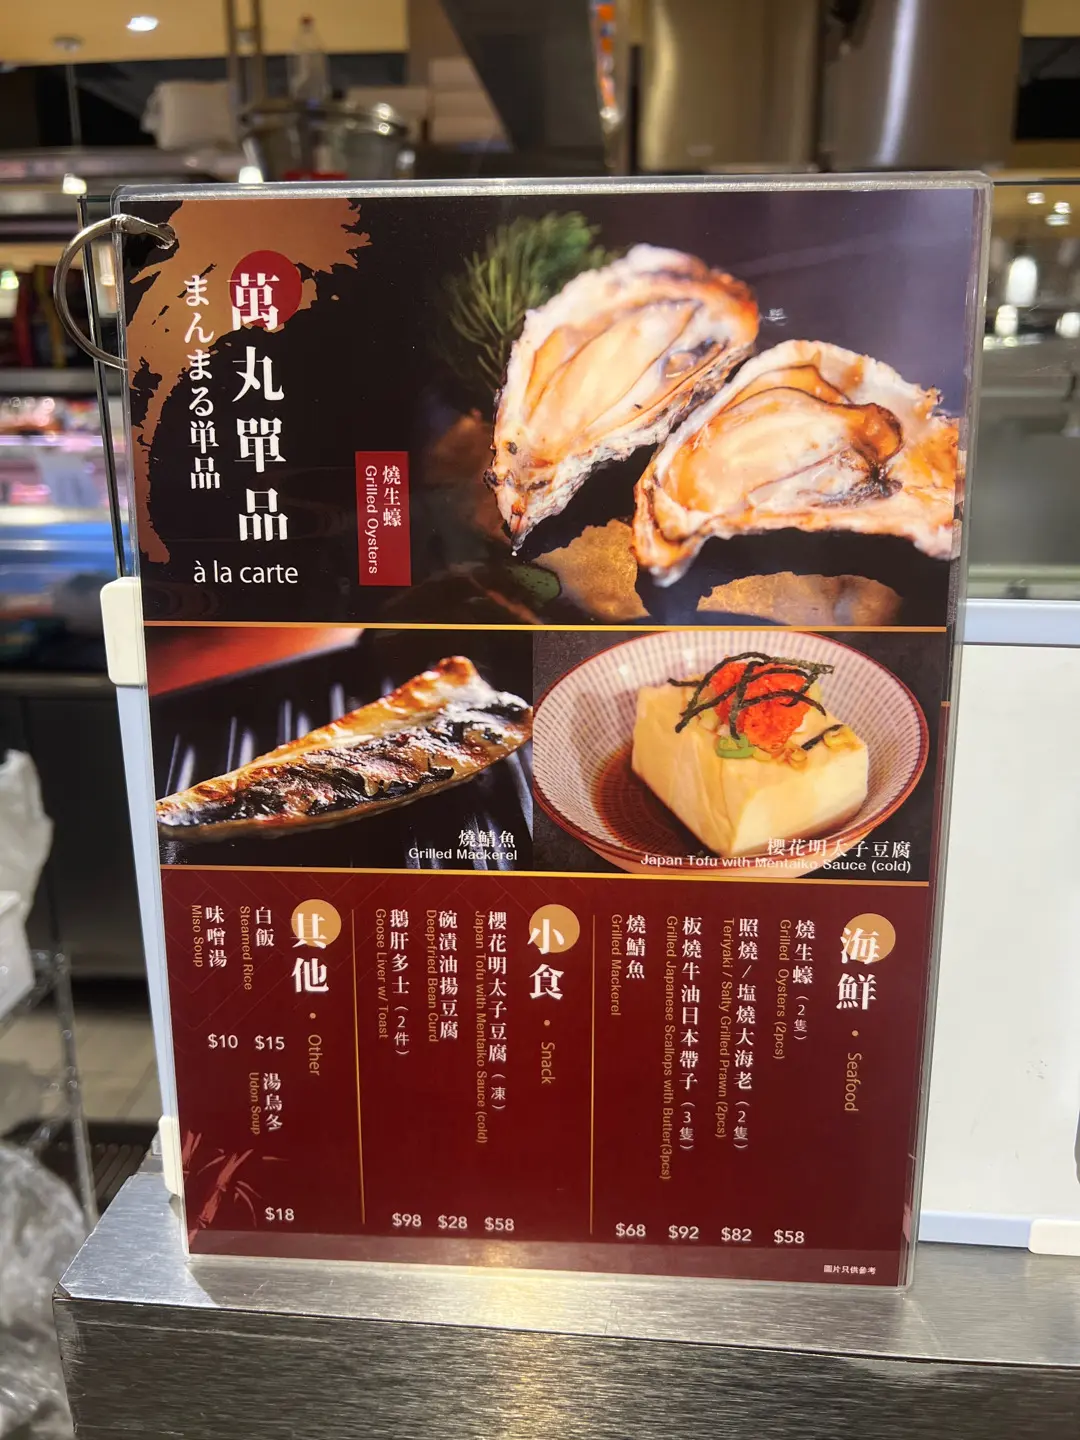 萬丸單品
まんまる単品
à la carte
燒生蠔
Grilled Oysters
燒鯖魚
Grilled Mackerel
櫻花明太子豆腐
Japan Tofu with Mentaiko Sauce (cold)
海鮮 • Seafood
燒生蠔（2隻）
Grilled Oysters (2pcs)
$58
照燒／塩燒大海老（2隻）
Teriyaki / Salty Grilled Prawn (2pcs)
$82
板燒牛油日本帶子（3隻）
Grilled Japanese Scallops with Butter(3pcs)
$92
燒鯖魚
Grilled Mackerel
$68
小食 • Snack
櫻花明太子豆腐（凍）
Japan Tofu with Mentaiko Sauce (cold)
$58
碗漬油揚豆腐
Deep-fried Bean Curd
$28
鵝肝多士（2件）
Goose Liver w/ Toast
$98
其他 • Other
白飯
Steamed Rice
$15
味噌湯
Miso Soup
$10
湯烏冬
Udon Soup
$18
圖片只供參考